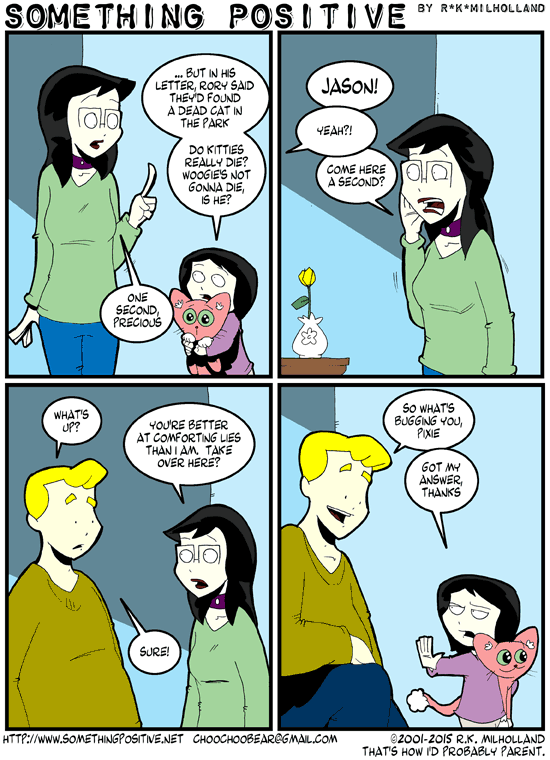 SOMETHING POSITIVE BY R*K*MILHOLLAND
... BUT IN HIS
LETTER, RORY SAID
THEY'D FOUND
A DEAD CAT IN
THE PARK
DO KITTIES
REALLY DIE?
WOOGIE'S NOT
GONNA DIE,
IS HE?
ONE
SECOND,
PRECIOUS
JASON!
YEAH?!
COME HERE
A SECOND?
WHAT'S
UP?
YOU'RE BETTER
AT COMFORTING LIES
THAN I AM. TAKE
OVER HERE?
SURE!
SO WHAT'S
BUGGING YOU,
PIXIE
GOT MY
ANSWER,
THANKS
HTTP://WWW.SOMETHINGPOSITIVE.NET CHOOCHOOBEAR@GMAIL.COM
©2001-2015 R.K. MILHOLLAND
THAT'S HOW I'D PROBABLY PARENT.